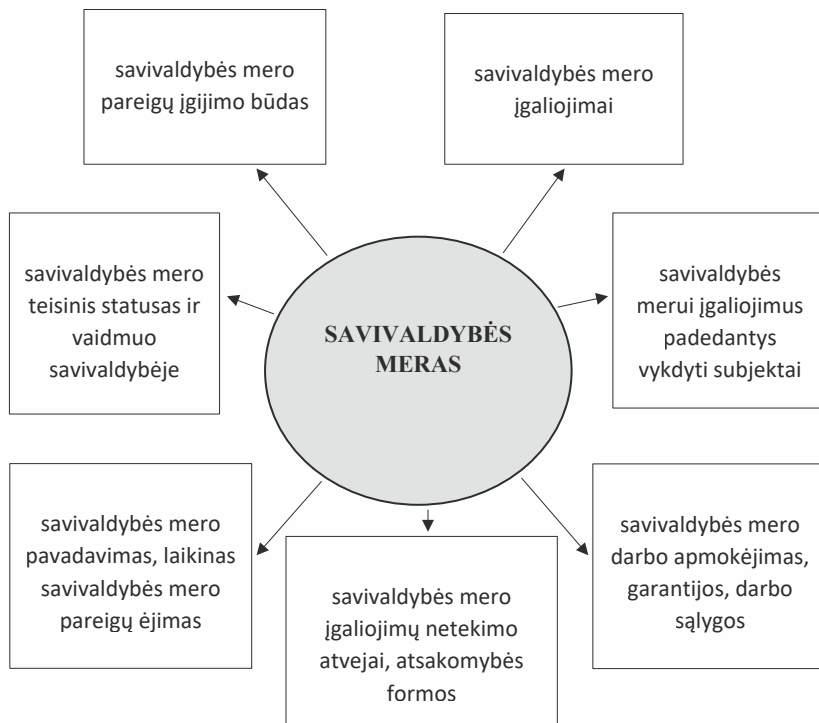 savivaldybės mero
pareigų įgijimo būdas
savivaldybės mero
įgaliojimai
savivaldybės mero
teisinis statusas ir
vaidmuo
savivaldybėje
SAVIVALDYBĖS
MERAS
savivaldybės
merui įgaliojimus
padedantys
vykdyti subjektai
savivaldybės mero
pavadavimas, laikinas
savivaldybės mero
pareigų ėjimas
savivaldybės mero
įgaliojimų netekimo
atvejai, atsakomybės
formos
savivaldybės mero
darbo apmokėjimas,
garantijos, darbo
sąlygos